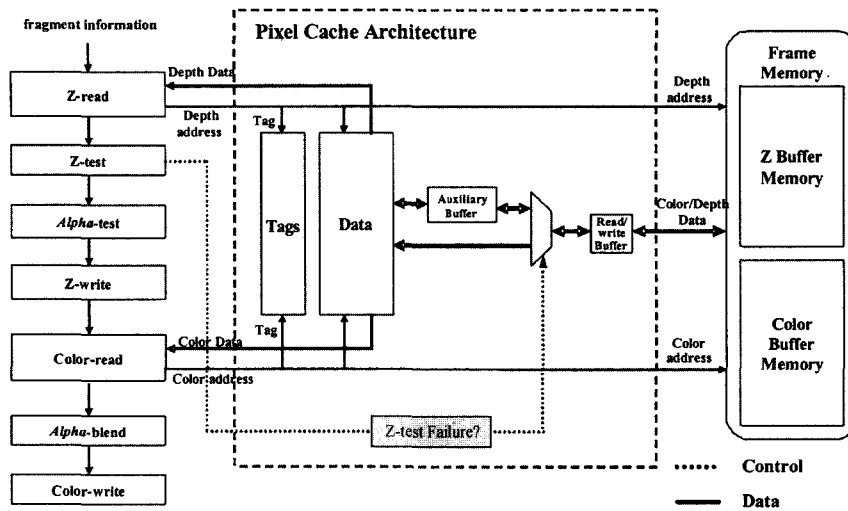 fragment information
Z-read
Z-test
Alpha-test
Z-write
Color-read
Alpha-blend
Color-write
Pixel Cache Architecture
Depth Data
Depth
address
Tag
Tags
Data
Auxiliary
Buffer
Read/
write
Buffer
Tag
Color Data
Color address
Z-test Failure?
Depth
address
Color/Depth
Data
Color
address
Frame
Memory
Z Buffer
Memory
Color
Buffer
Memory
Control
Data